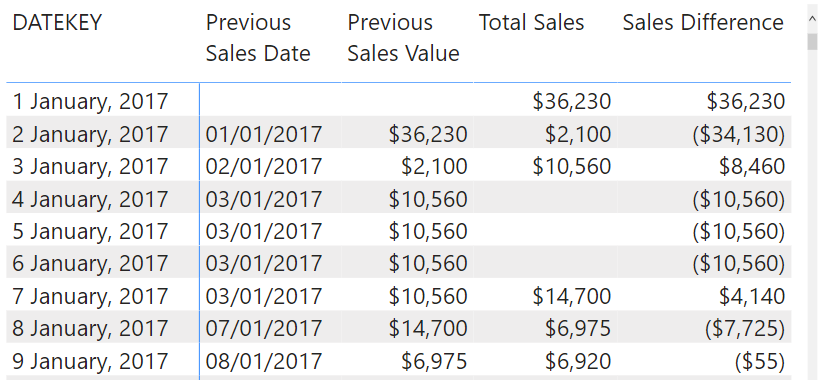 DATEKEY Previous Sales Date Previous Sales Value Total Sales Sales Difference
1 January, 2017 $36,230 $36,230
2 January, 2017 01/01/2017 $36,230 $2,100 ($34,130)
3 January, 2017 02/01/2017 $2,100 $10,560 $8,460
4 January, 2017 03/01/2017 $10,560 ($10,560)
5 January, 2017 03/01/2017 $10,560 ($10,560)
6 January, 2017 03/01/2017 $10,560 ($10,560)
7 January, 2017 03/01/2017 $10,560 $14,700 $4,140
8 January, 2017 07/01/2017 $14,700 $6,975 ($7,725)
9 January, 2017 08/01/2017 $6,975 $6,920 ($55)